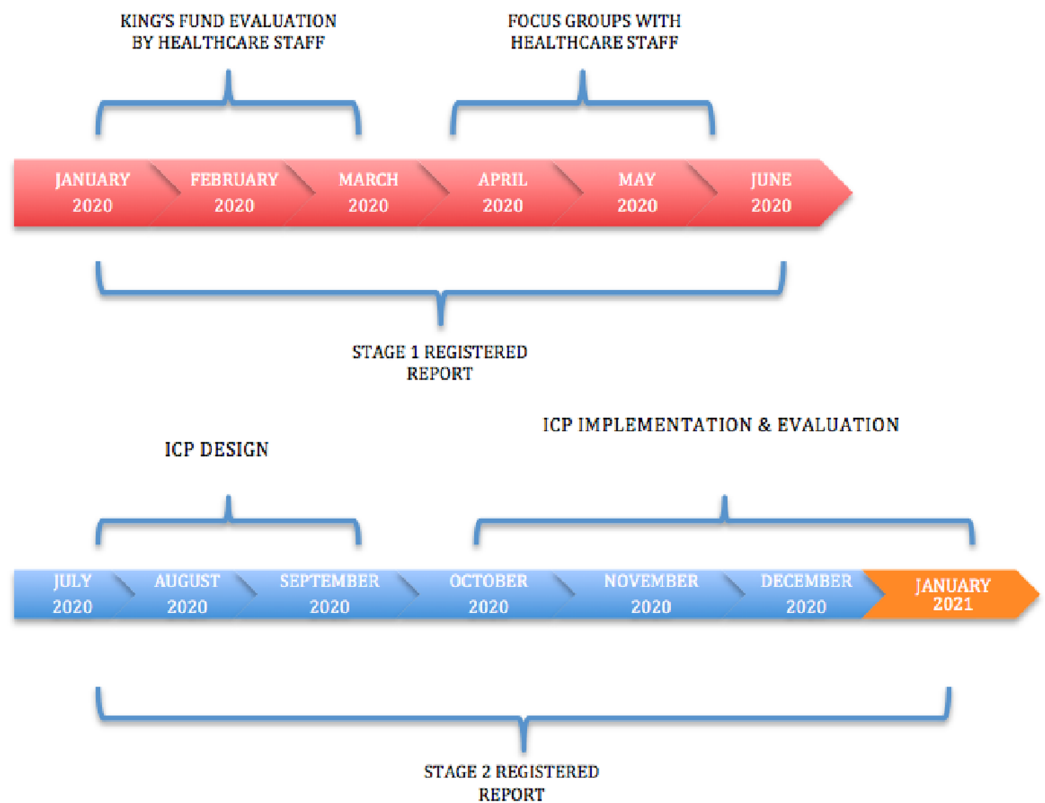 KING'S FUND EVALUATION
BY HEALTHCARE STAFF
FOCUS GROUPS WITH
HEALTHCARE STAFF
JANUARY
2020
FEBRUARY
2020
MARCH
2020
APRIL
2020
MAY
2020
JUNE
2020
STAGE 1 REGISTERED
REPORT
ICP DESIGN
ICP IMPLEMENTATION & EVALUATION
JULY
2020
AUGUST
2020
SEPTEMBER
2020
OCTOBER
2020
NOVEMBER
2020
DECEMBER
2020
JANUARY
2021
STAGE 2 REGISTERED
REPORT